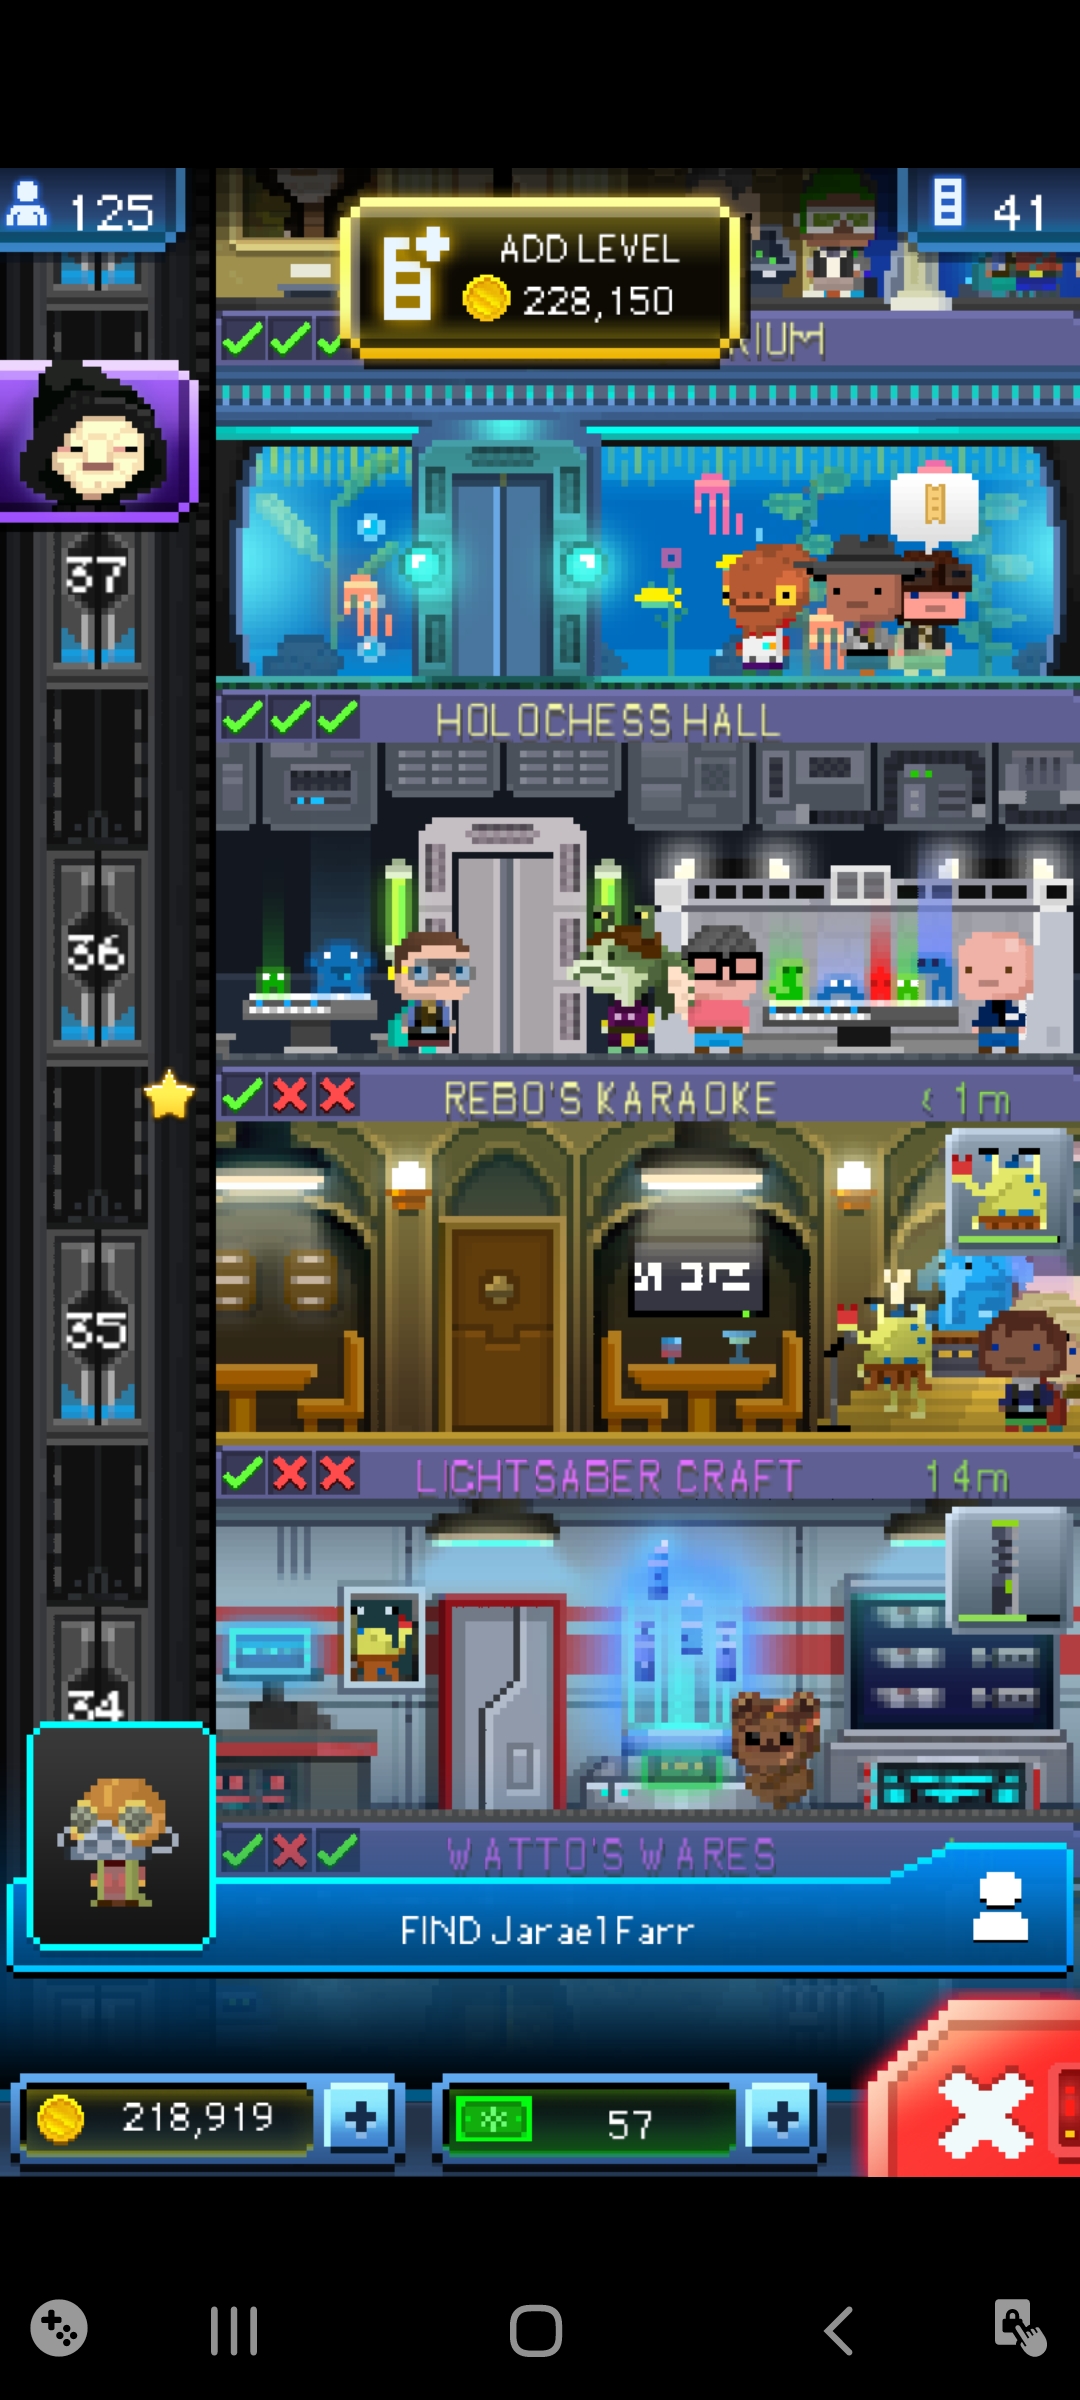 125
ADD LEVEL
228,150
41
RIUM
37
HOLOCHESS HALL
36
REBO'S KARAOKE
< 1m
35
LIGHTSABER CRAFT
14m
34
WATTO'S WARES
FIND Jarael Farr
218,919
57